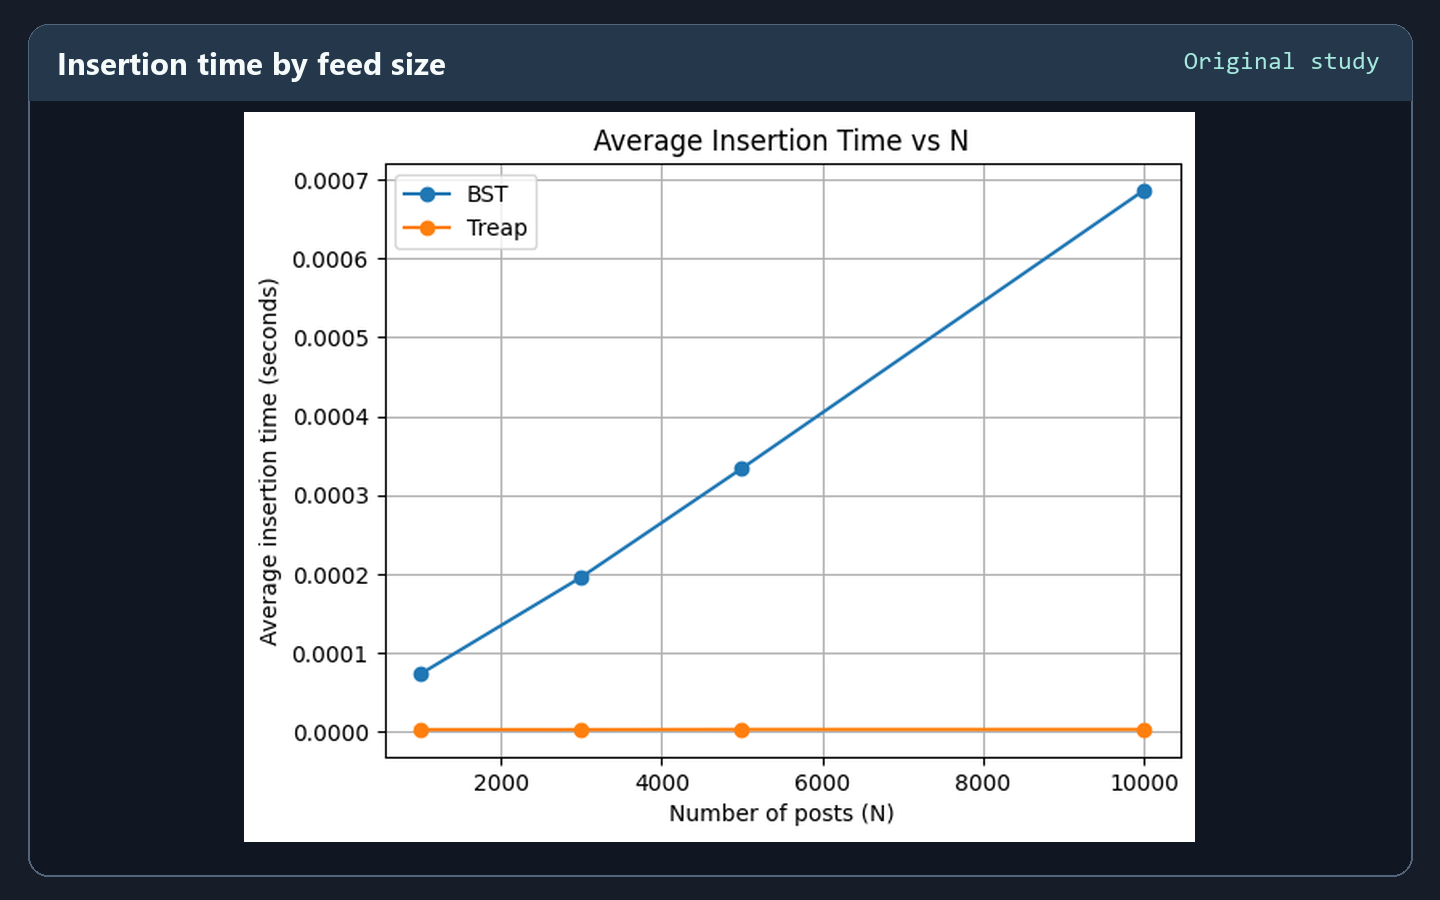 Insertion time by feed size
Original study
Average Insertion Time vs N
BST
Treap
0.0007
0.0006
0.0005
0.0004
0.0003
0.0002
0.0001
0.0000
Average insertion time (seconds)
2000 4000 6000 8000 10000
Number of posts (N)